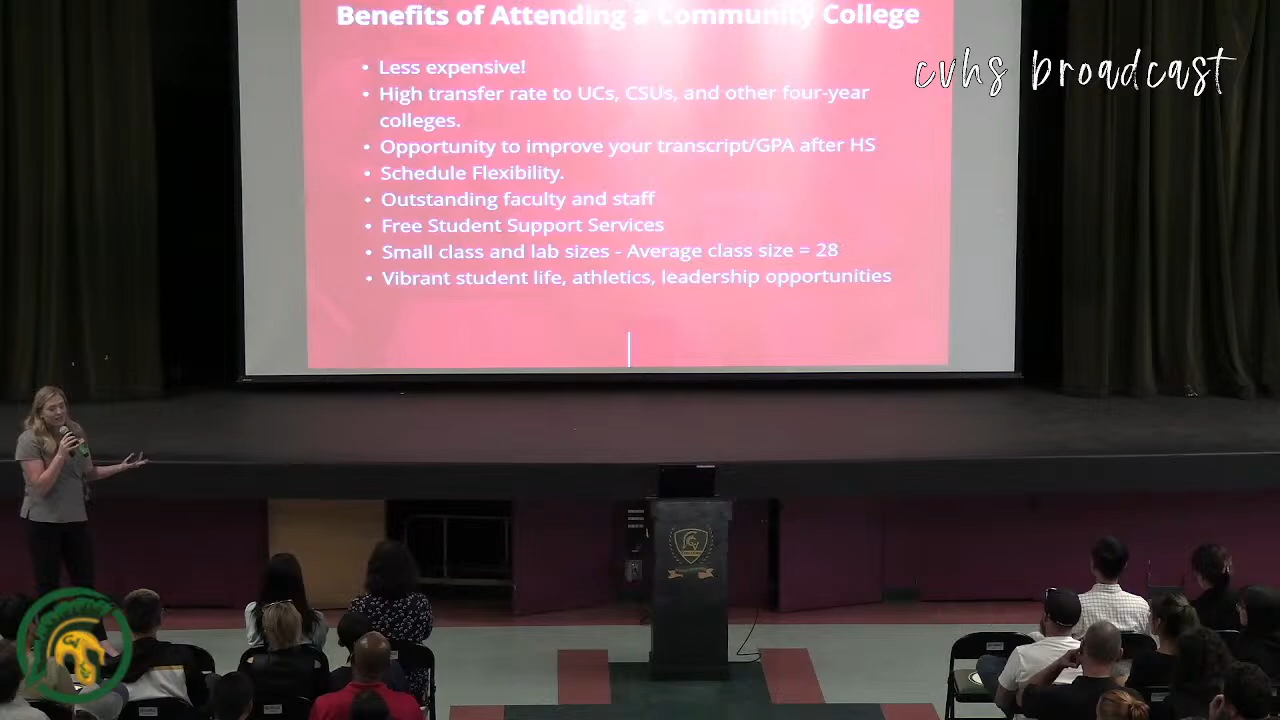 Benefits of Attending a Community College
cvhs broadcast
• Less expensive!
• High transfer rate to UCs, CSUs, and other four-year
colleges.
• Opportunity to improve your transcript/GPA after HS
• Schedule Flexibility.
• Outstanding faculty and staff
• Free Student Support Services
• Small class and lab sizes - Average class size = 28
• Vibrant student life, athletics, leadership opportunities
CV